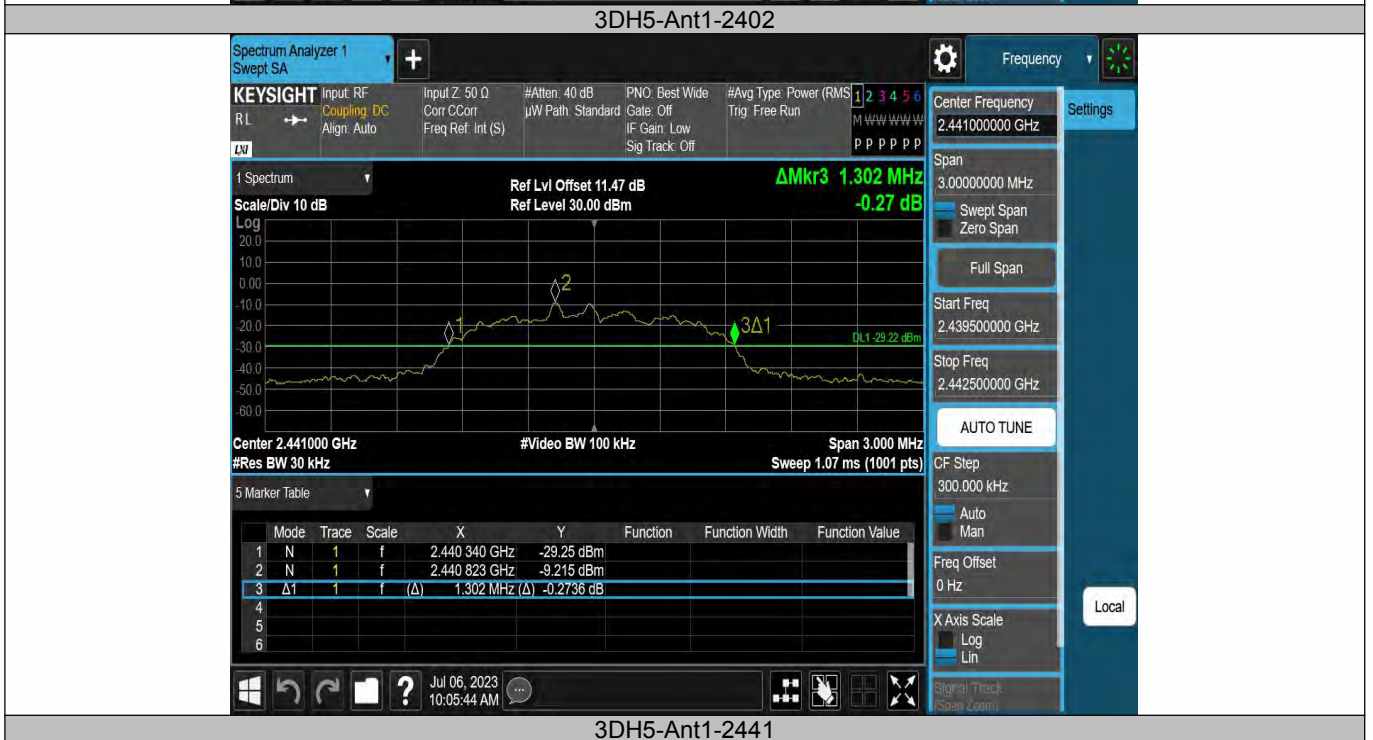 3DH5-Ant1-2402
Spectrum Analyzer 1
Swept SA
+
Frequency
KEYSIGHT
RL
LXI
Input: RF
Coupling: DC
Align: Auto
Input Z: 50 Ω
Corr CCorr
Freq Ref: Int (S)
#Atten: 40 dB
µW Path: Standard
PNO: Best Wide
Gate: Off
IF Gain: Low
Sig Track: Off
#Avg Type: Power (RMS
Trig: Free Run
1 2 3 4 5 6
M W W W W W
P P P P P P
Center Frequency
2.441000000 GHz
Settings
Span
3.00000000 MHz
Swept Span
Zero Span
Full Span
Start Freq
2.439500000 GHz
Stop Freq
2.442500000 GHz
AUTO TUNE
CF Step
300.000 kHz
Auto
Man
Freq Offset
0 Hz
X Axis Scale
Log
Lin
Signal Track
(Span Zoom)
Local
1 Spectrum
Scale/Div 10 dB
Log
Ref Lvl Offset 11.47 dB
Ref Level 30.00 dBm
ΔMkr3 1.302 MHz
-0.27 dB
20.0
10.0
0.00
-10.0
-20.0
-30.0
-40.0
-50.0
-60.0
1
2
3Δ1
DL1 -29.22 dBm
Center 2.441000 GHz
#Res BW 30 kHz
#Video BW 100 kHz
Span 3.000 MHz
Sweep 1.07 ms (1001 pts)
5 Marker Table
Mode Trace Scale X Y Function Function Width Function Value
1 N 1 f 2.440 340 GHz -29.25 dBm
2 N 1 f 2.440 823 GHz -9.215 dBm
3 Δ1 1 f (Δ) 1.302 MHz (Δ) -0.2736 dB
4
5
6
?
Jul 06, 2023
10:05:44 AM
3DH5-Ant1-2441